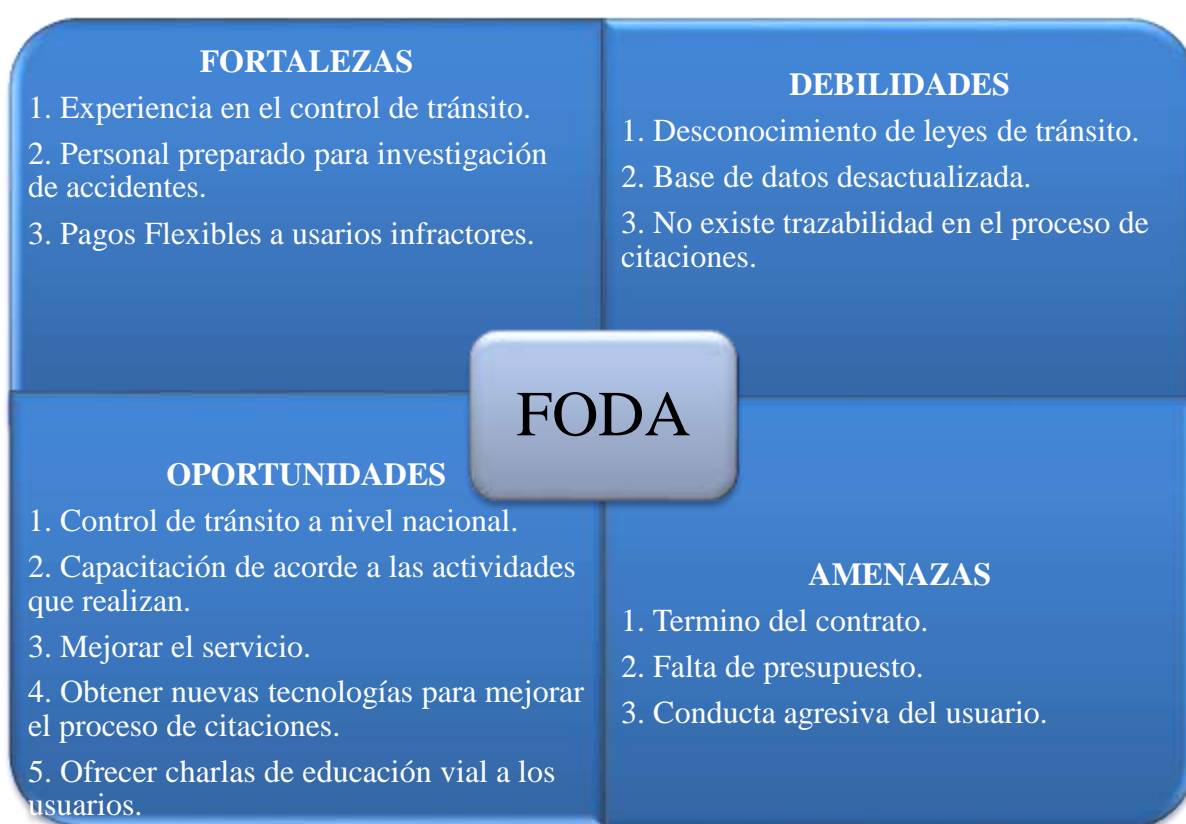 FORTALEZAS
1. Experiencia en el control de tránsito.
2. Personal preparado para investigación
de accidentes.
3. Pagos Flexibles a usarios infractores.
DEBILIDADES
1. Desconocimiento de leyes de tránsito.
2. Base de datos desactualizada.
3. No existe trazabilidad en el proceso de
citaciones.
FODA
OPORTUNIDADES
1. Control de tránsito a nivel nacional.
2. Capacitación de acorde a las actividades
que realizan.
3. Mejorar el servicio.
4. Obtener nuevas tecnologías para mejorar
el proceso de citaciones.
5. Ofrecer charlas de educación vial a los
usuarios.
AMENAZAS
1. Termino del contrato.
2. Falta de presupuesto.
3. Conducta agresiva del usuario.